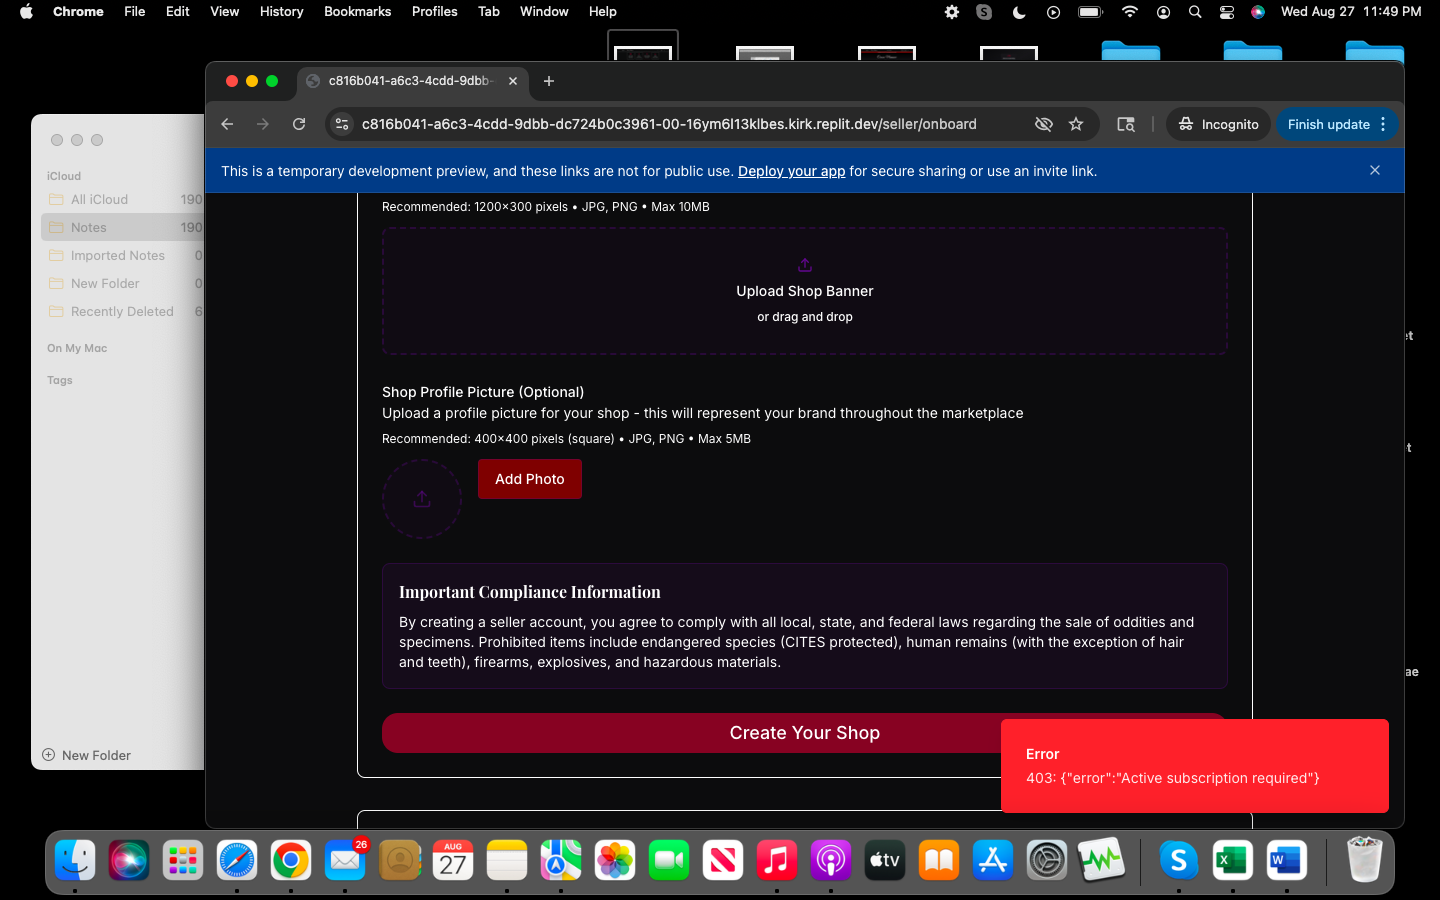 Chrome File Edit View History Bookmarks Profiles Tab Window Help
Wed Aug 27 11:49 PM
c816b041-a6c3-4cdd-9dbb-
c816b041-a6c3-4cdd-9dbb-dc724b0c3961-00-16ym6l13klbes.kirk.replit.dev/seller/onboard
Incognito
Finish update
This is a temporary development preview, and these links are not for public use. Deploy your app for secure sharing or use an invite link.
iCloud
All iCloud 190
Notes 190
Imported Notes 0
New Folder 0
Recently Deleted 6
On My Mac
Tags
New Folder
Recommended: 1200×300 pixels • JPG, PNG • Max 10MB
Upload Shop Banner
or drag and drop
Shop Profile Picture (Optional)
Upload a profile picture for your shop - this will represent your brand throughout the marketplace
Recommended: 400×400 pixels (square) • JPG, PNG • Max 5MB
Add Photo
Important Compliance Information
By creating a seller account, you agree to comply with all local, state, and federal laws regarding the sale of oddities and
specimens. Prohibited items include endangered species (CITES protected), human remains (with the exception of hair
and teeth), firearms, explosives, and hazardous materials.
Create Your Shop
Error
403: {"error":"Active subscription required"}
26
AUG
27
tv